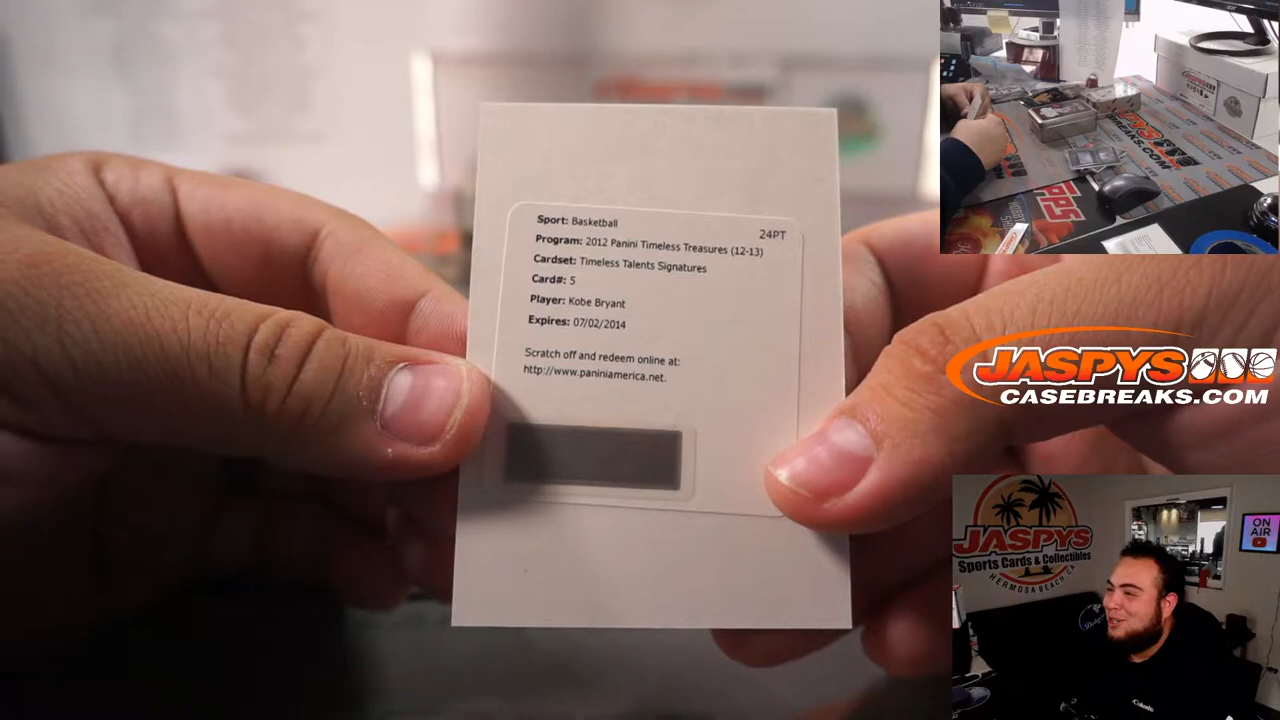 Sport: Basketball
24PT
Program: 2012 Panini Timeless Treasures (12-13)
Cardset: Timeless Talents Signatures
Card#: 5
Player: Kobe Bryant
Expires: 07/02/2014
Scratch off and redeem online at:
http://www.paniniamerica.net.
JASPYS
CASEBREAKS.COM
JASPYS
Sports Cards & Collectibles
HERMOSA BEACH, CA
ON
AIR
Columbia